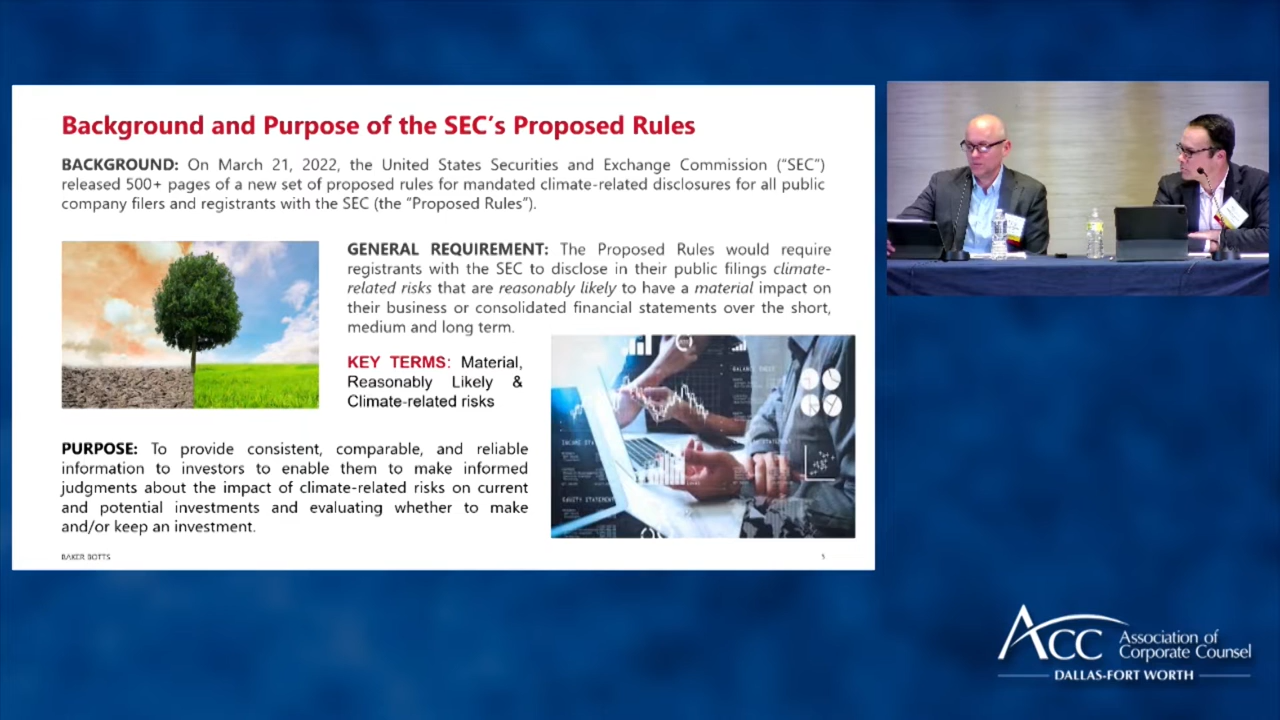 Background and Purpose of the SEC's Proposed Rules
BACKGROUND: On March 21, 2022, the United States Securities and Exchange Commission ("SEC")
released 500+ pages of a new set of proposed rules for mandated climate-related disclosures for all public
company filers and registrants with the SEC (the "Proposed Rules").
GENERAL REQUIREMENT: The Proposed Rules would require
registrants with the SEC to disclose in their public filings climate-
related risks that are reasonably likely to have a material impact on
their business or consolidated financial statements over the short,
medium and long term.
KEY TERMS: Material,
Reasonably Likely &
Climate-related risks
BALANCE SHEET
INCOME
EQUITY STATEMENT
PURPOSE: To provide consistent, comparable, and reliable
information to investors to enable them to make informed
judgments about the impact of climate-related risks on current
and potential investments and evaluating whether to make
and/or keep an investment.
BAKER BOTTS
ACC Association of
Corporate Counsel
DALLAS-FORT WORTH